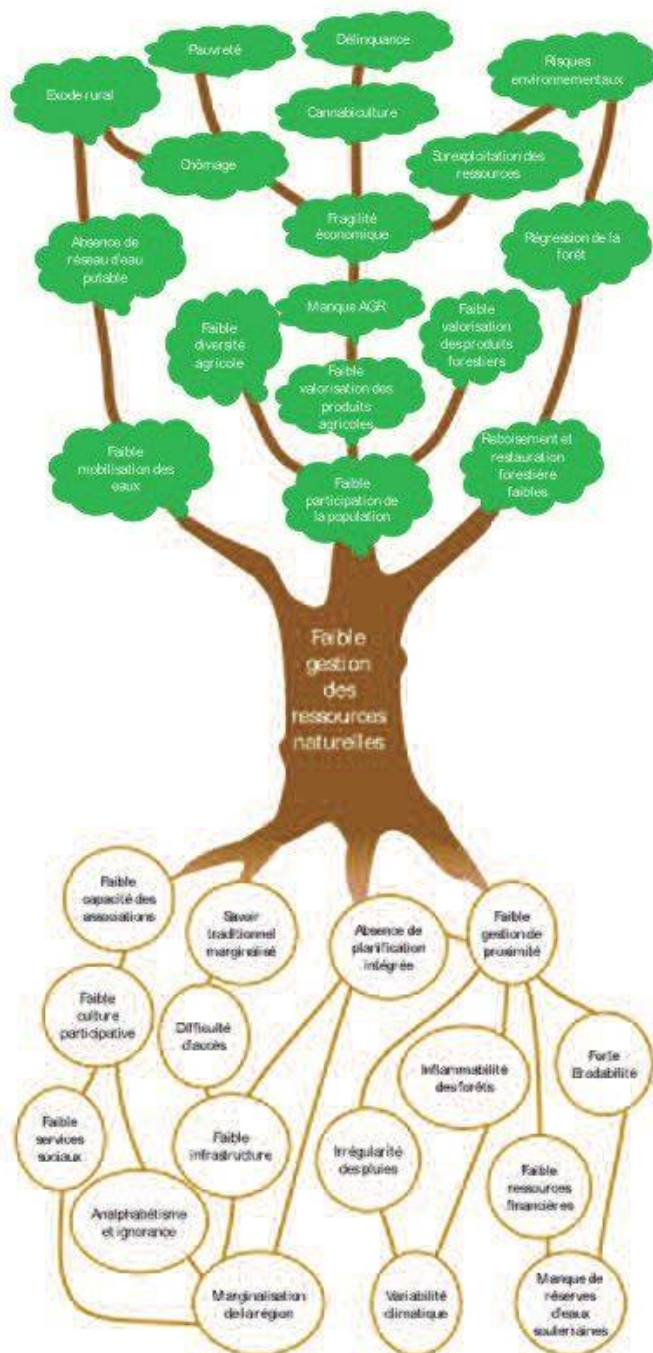 Pauvreté
Délinquance
Risques
environnementaux
Exode rural
Cannabiculture
Chômage
Surexploitation des
ressources
Fragilité
économique
Absence de
réseau d'eau
potable
Régression de la
forêt
Manque AGR
Faible
diversité
agricole
Faible
valorisation
des produits
forestiers
Faible
valorisation des
produits
agricoles
Faible
mobilisation des
eaux
Faible
participation de
la population
Reboisement et
restauration
forestière
faibles
Faible
gestion
des
ressources
naturelles
Faible
capacité des
associations
Savoir
traditionnel
marginalisé
Absence de
planification
intégrée
Faible
gestion de
proximité
Faible
culture
participative
Difficulté
d'accès
Inflammabilité
des forêts
Forte
Erodabilité
Faible
services
sociaux
Faible
infrastructure
Irrégularité
des pluies
Faible
ressources
financières
Analphabétisme
et ignorance
Marginalisation
de la région
Variabilité
climatique
Manque de
réserves
d'eaux
souterraines